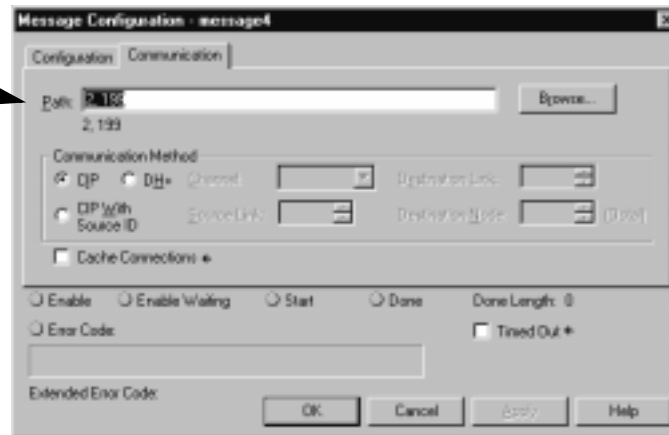 Message Configuration - message4
Configuration Communication
Path: 2, 199 Browse...
2, 199
Communication Method
CIP DH+ Channel: Destination Link:
CIP With Source ID Source Link: Destination Node: (Octal)
Cache Connections
Enable Enable Waiting Start Done Done Length: 0
Error Code: Timed Out
Extended Error Code:
OK Cancel Apply Help